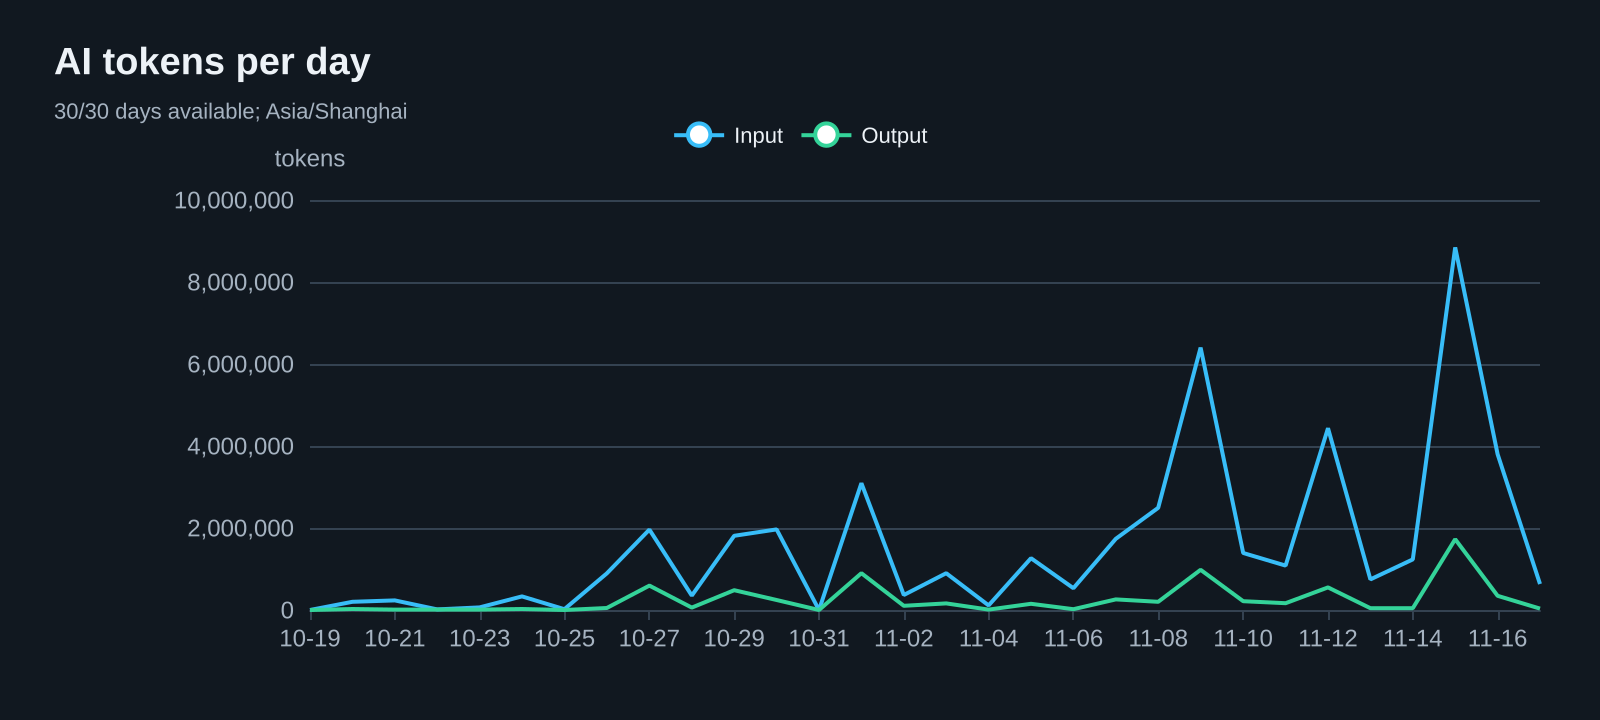 AI tokens per day
30/30 days available; Asia/Shanghai
Input Output
tokens
10,000,000
8,000,000
6,000,000
4,000,000
2,000,000
0
10-19 10-21 10-23 10-25 10-27 10-29 10-31 11-02 11-04 11-06 11-08 11-10 11-12 11-14 11-16